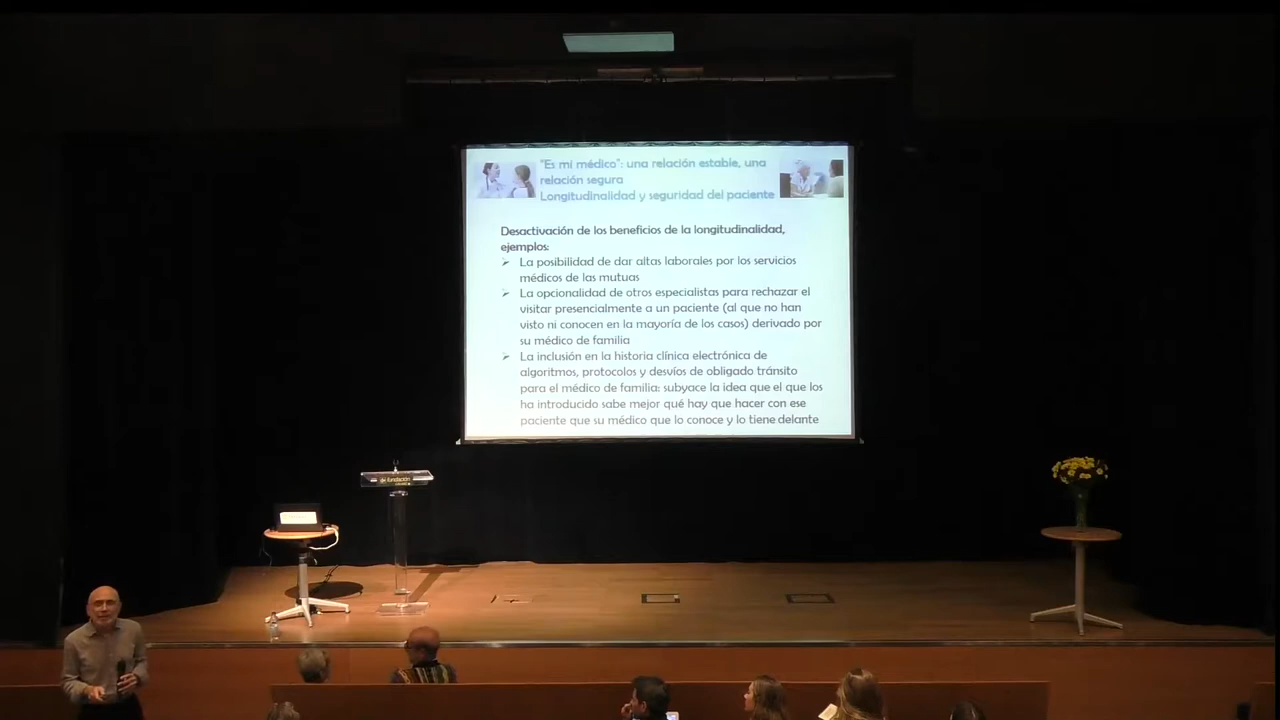 "Es mi médico": una relación estable, una
relación segura
Longitudinalidad y seguridad del paciente
Desactivación de los beneficios de la longitudinalidad,
ejemplos:
La posibilidad de dar altas laborales por los servicios
médicos de las mutuas
La opcionalidad de otros especialistas para rechazar el
visitar presencialmente a un paciente (al que no han
visto ni conocen en la mayoría de los casos) derivado por
su médico de familia
La inclusión en la historia clínica electrónica de
algoritmos, protocolos y desvíos de obligado tránsito
para el médico de familia: subyace la idea que el que los
ha introducido sabe mejor qué hay que hacer con ese
paciente que su médico que lo conoce y lo tiene delante
fundación